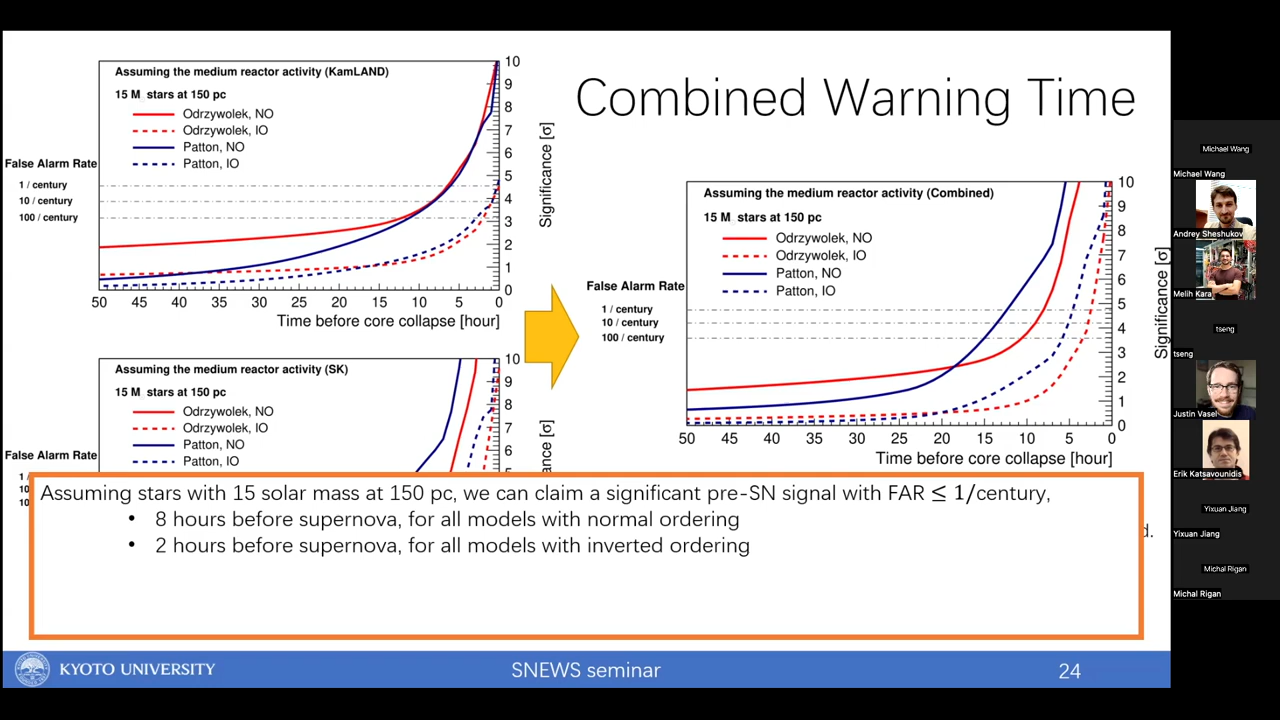 Combined Warning Time
Assuming the medium reactor activity (KamLAND)
15 M stars at 150 pc
Odrzywolek, NO
Odrzywolek, IO
Patton, NO
Patton, IO
False Alarm Rate
1 / century
10 / century
100 / century
10
9
8
7
6
5
4
3
2
1
0
Significance [σ]
50 45 40 35 30 25 20 15 10 5 0
Time before core collapse [hour]
Assuming the medium reactor activity (SK)
15 M stars at 150 pc
Odrzywolek, NO
Odrzywolek, IO
Patton, NO
Patton, IO
False Alarm Rate
10
9
8
7
6
5
ance [σ]
Assuming the medium reactor activity (Combined)
15 M stars at 150 pc
Odrzywolek, NO
Odrzywolek, IO
Patton, NO
Patton, IO
False Alarm Rate
1 / century
10 / century
100 / century
10
9
8
7
6
5
4
3
2
1
0
Significance [σ]
50 45 40 35 30 25 20 15 10 5 0
Time before core collapse [hour]
Assuming stars with 15 solar mass at 150 pc, we can claim a significant pre-SN signal with FAR ≤ 1/century,
• 8 hours before supernova, for all models with normal ordering
• 2 hours before supernova, for all models with inverted ordering
d.
KYOTO UNIVERSITY
SNEWS seminar
24
Michael Wang
Michael Wang
Andrey Sheshukov
Melih Kara
tseng
tseng
Justin Vasel
Erik Katsavounidis
Yixuan Jiang
Yixuan Jiang
Michal Rigan
Michal Rigan